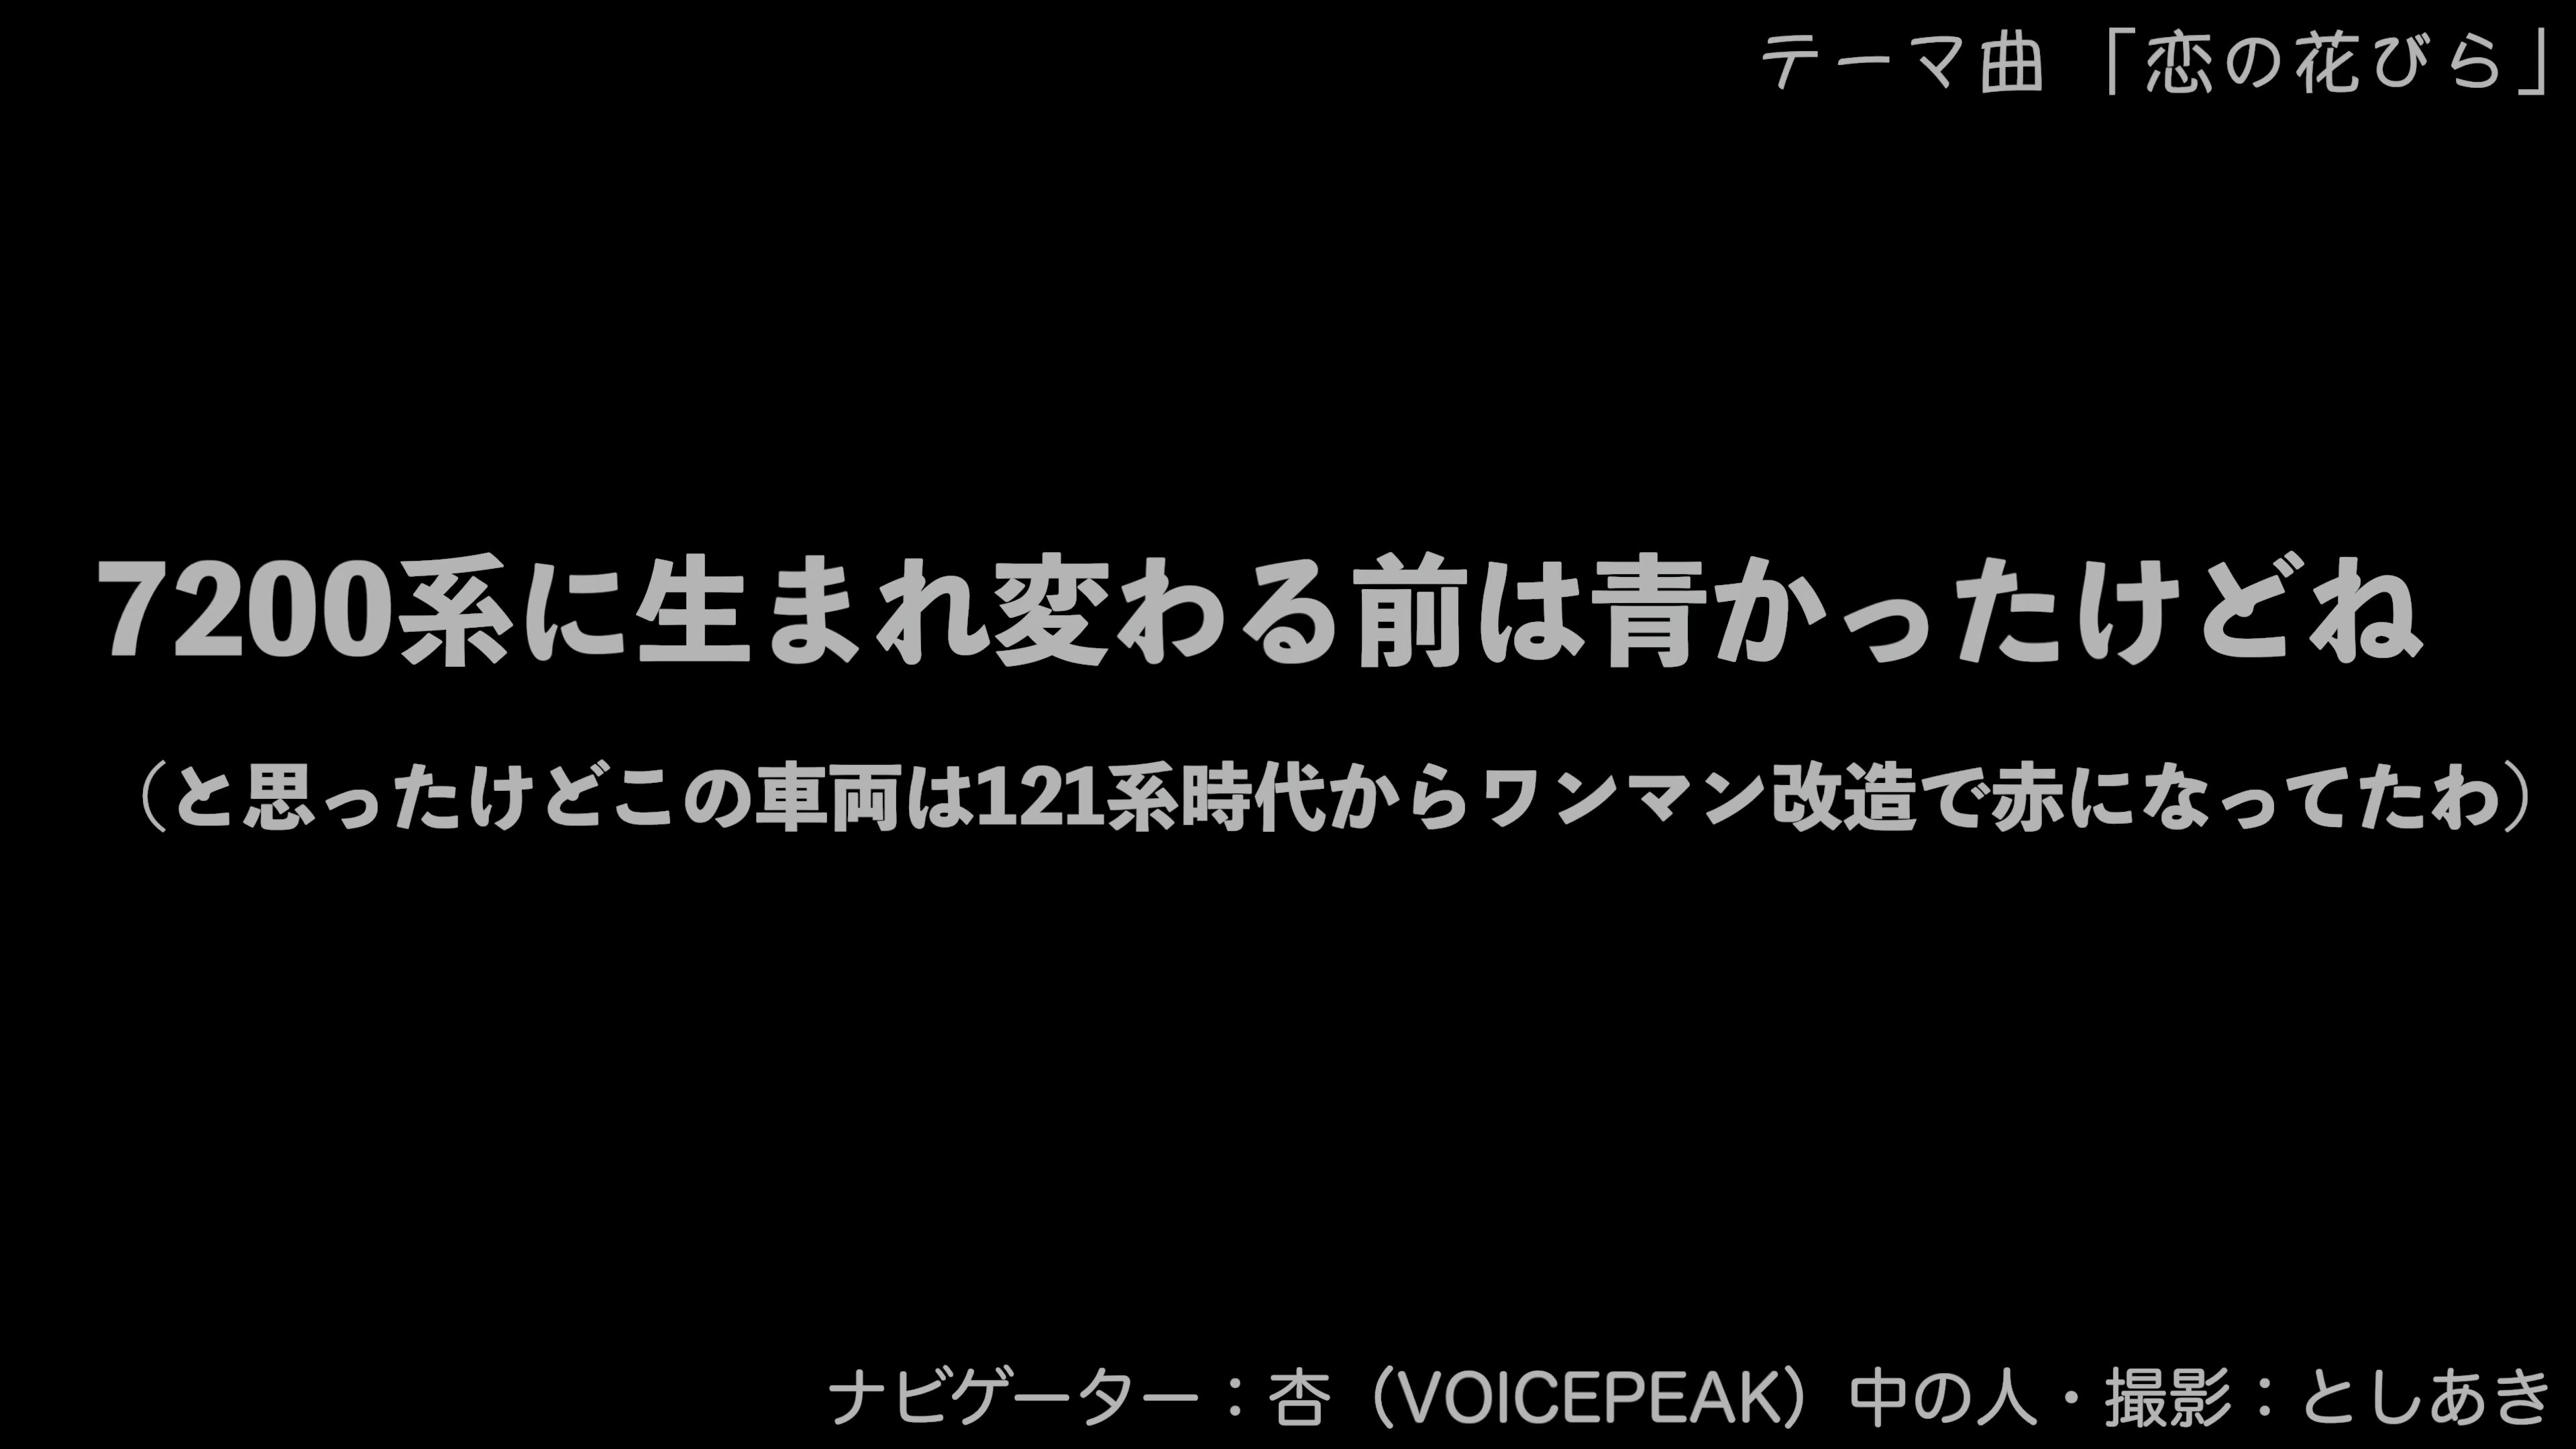 テーマ曲「恋の花びら」
7200系に生まれ変わる前は青かったけどね
（と思ったけどこの車両は121系時代からワンマン改造で赤になってたわ）
ナビゲーター：杏（VOICEPEAK）中の人・撮影：としあき